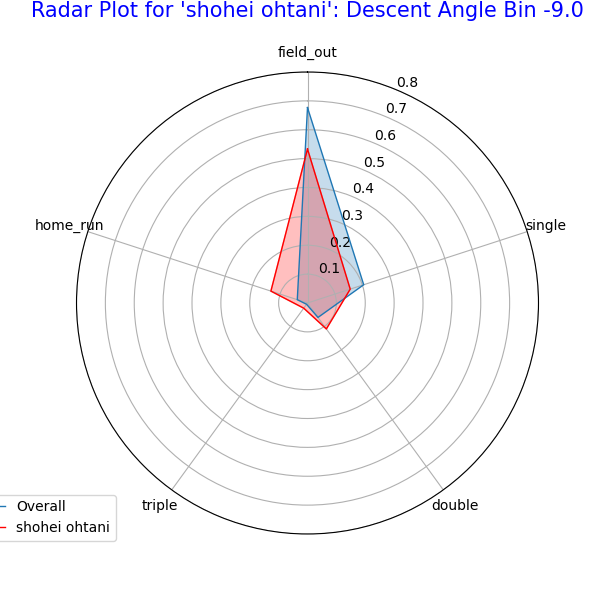 Radar Plot for 'shohei ohtani': Descent Angle Bin -9.0
field_out
0.8
0.7
0.6
0.5
0.4
0.3
0.2
0.1
home_run
single
triple
double
Overall
shohei ohtani